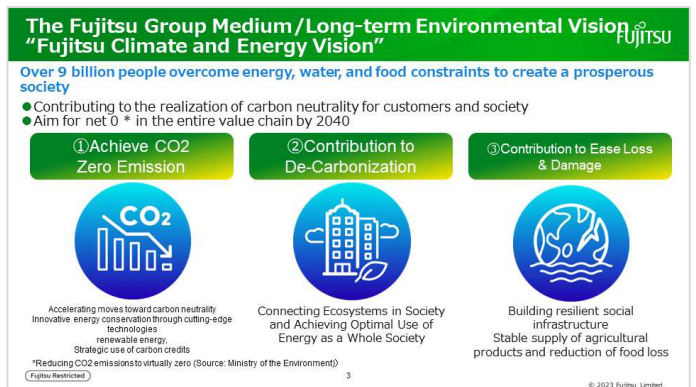 The Fujitsu Group Medium/Long-term Environmental Vision
FUJITSU
“Fujitsu Climate and Energy Vision”
Over 9 billion people overcome energy, water, and food constraints to create a prosperous
society
●Contributing to the realization of carbon neutrality for customers and society
●Aim for net 0 * in the entire value chain by 2040
①Achieve CO2
Zero Emission
CO2
Accelerating moves toward carbon neutrality
Innovative energy conservation through cutting-edge
technologies
renewable energy,
Strategic use of carbon credits
②Contribution to
De-Carbonization
Connecting Ecosystems in Society
and Achieving Optimal Use of
Energy as a Whole Society
③Contribution to Ease Loss
& Damage
Building resilient social
infrastructure
Stable supply of agricultural
products and reduction of food loss
*Reducing CO2 emissions to virtually zero (Source: Ministry of the Environment)〉
Fujitsu Restricted
3
© 2023 Fujitsu Limited